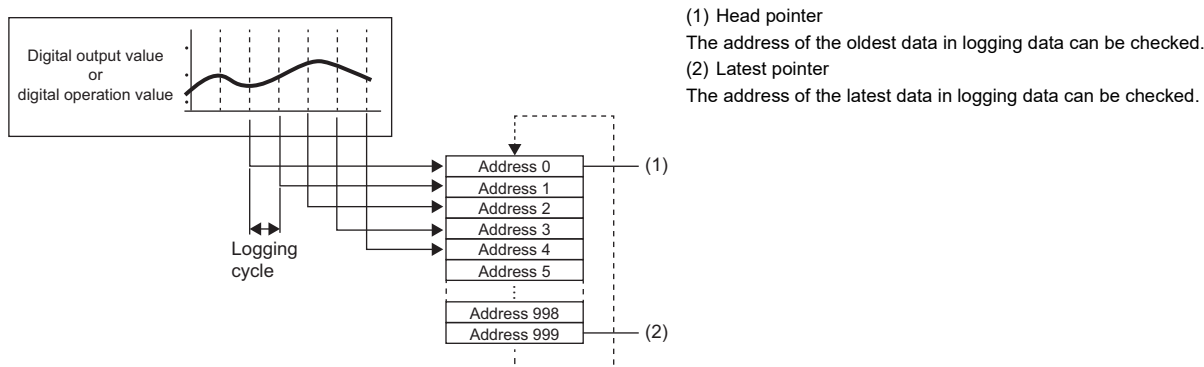 Digital output value
or
digital operation value
Logging
cycle
Address 0
Address 1
Address 2
Address 3
Address 4
Address 5
Address 998
Address 999
(1)
(2)
(1) Head pointer
The address of the oldest data in logging data can be checked.
(2) Latest pointer
The address of the latest data in logging data can be checked.